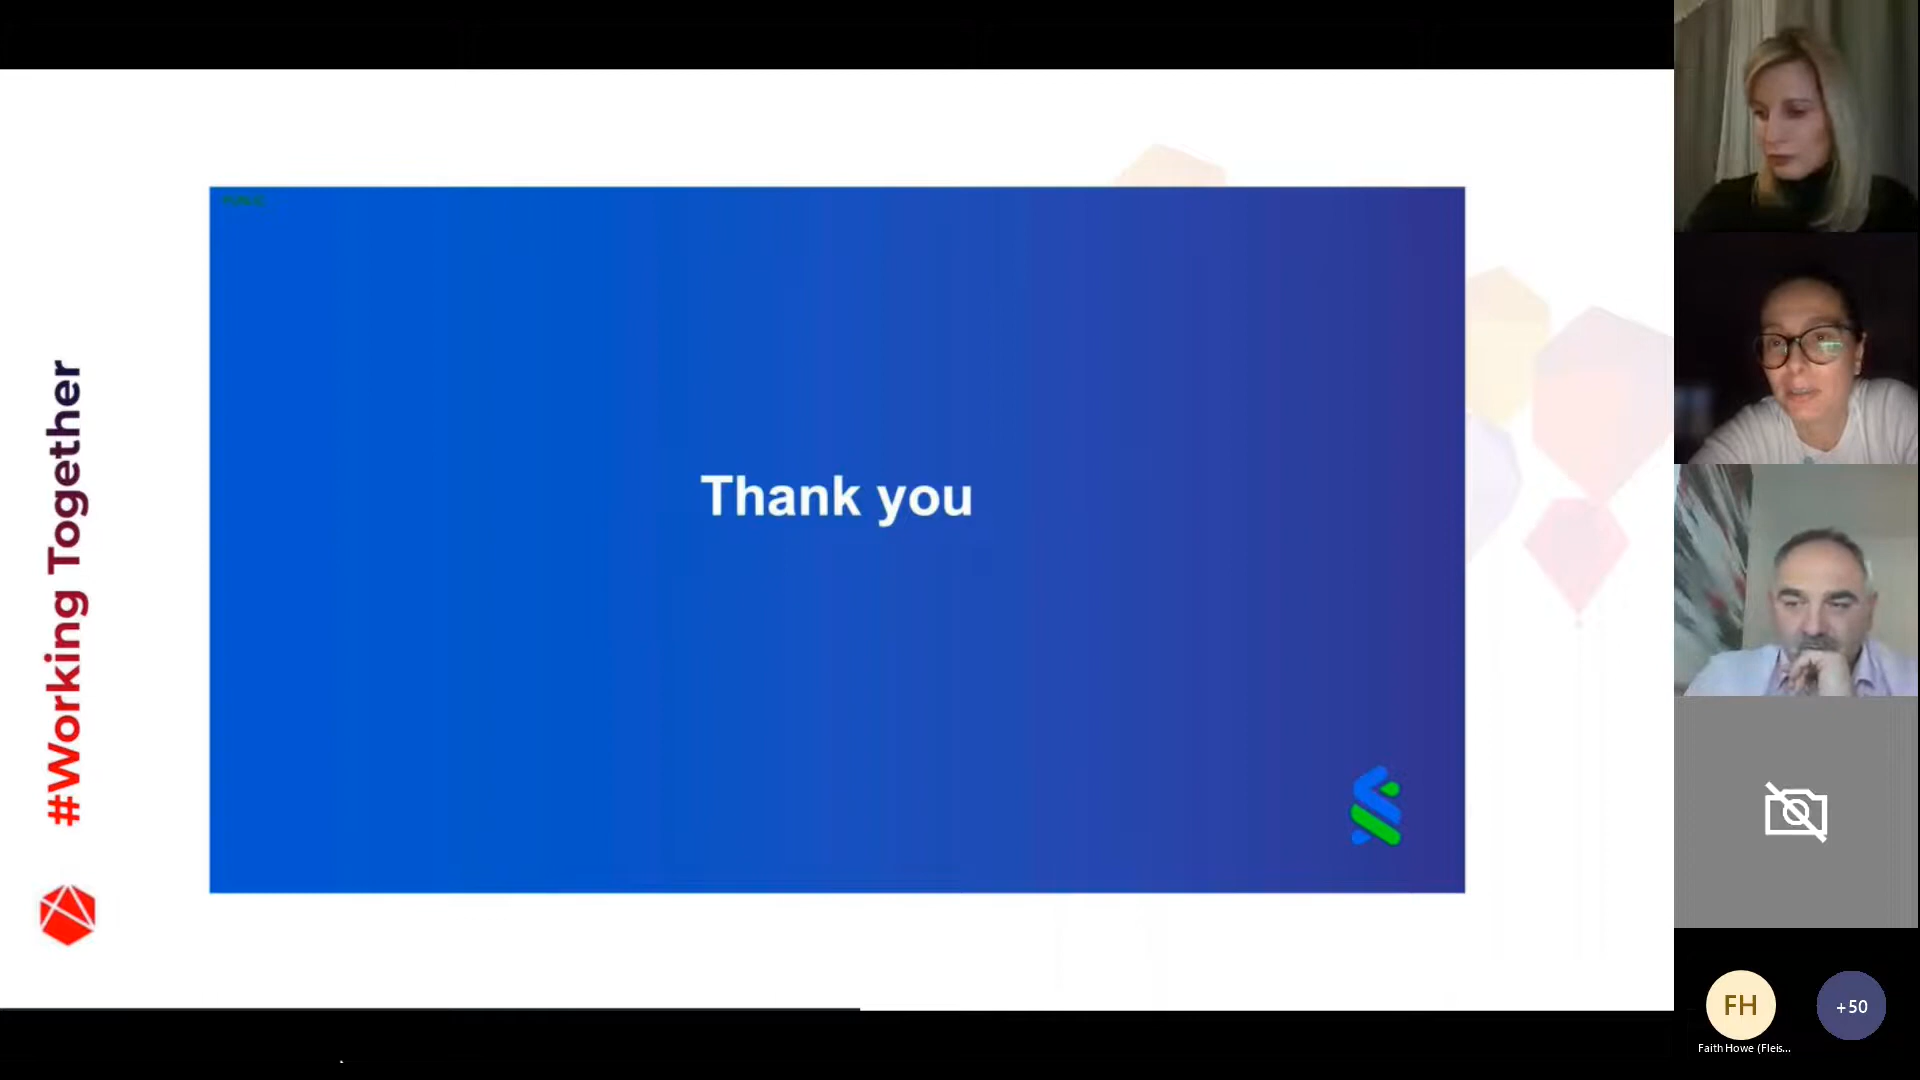 #Working Together
Thank you
FH
+50
Faith Howe (Fleis...